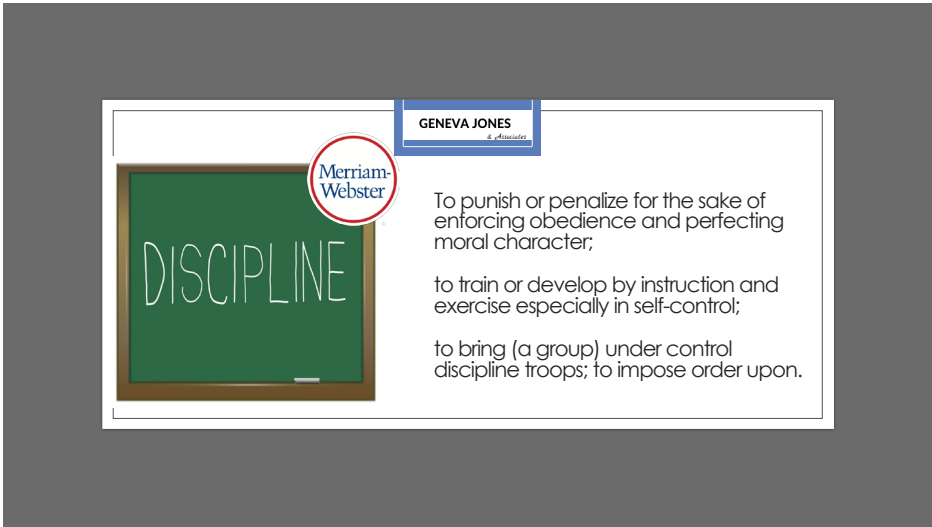 GENEVA JONES
& Associates
Merriam-
Webster
DISCIPLINE
To punish or penalize for the sake of
enforcing obedience and perfecting
moral character;
to train or develop by instruction and
exercise especially in self-control;
to bring (a group) under control
discipline troops; to impose order upon.